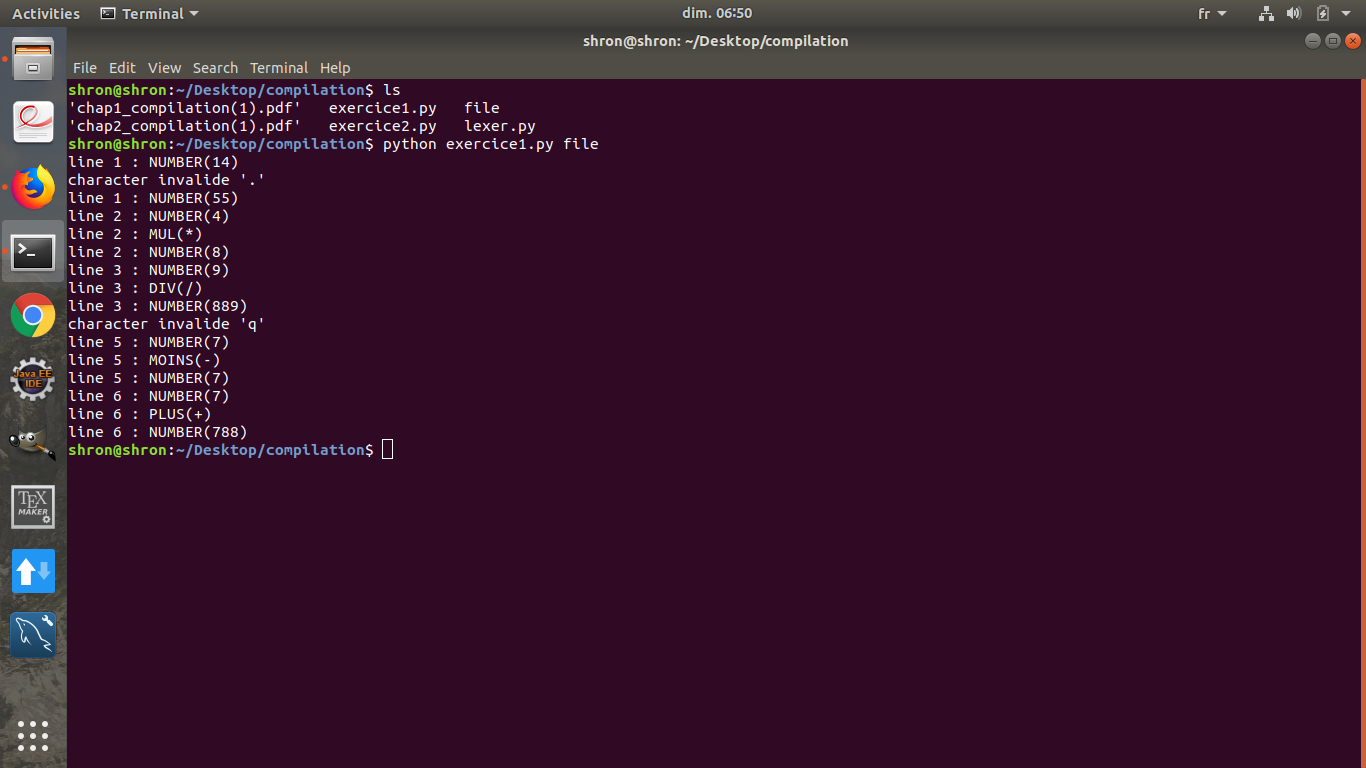 Activities Terminal dim. 06:50 fr
shron@shron: ~/Desktop/compilation
File Edit View Search Terminal Help
shron@shron:~/Desktop/compilation$ ls
'chap1_compilation(1).pdf' exercice1.py file
'chap2_compilation(1).pdf' exercice2.py lexer.py
shron@shron:~/Desktop/compilation$ python exercice1.py file
line 1 : NUMBER(14)
character invalide '.'
line 1 : NUMBER(55)
line 2 : NUMBER(4)
line 2 : MUL(*)
line 2 : NUMBER(8)
line 3 : NUMBER(9)
line 3 : DIV(/)
line 3 : NUMBER(889)
character invalide 'q'
line 5 : NUMBER(7)
line 5 : MOINS(-)
line 5 : NUMBER(7)
line 6 : NUMBER(7)
line 6 : PLUS(+)
line 6 : NUMBER(788)
shron@shron:~/Desktop/compilation$
Java EE
IDE
TEX
MAKER